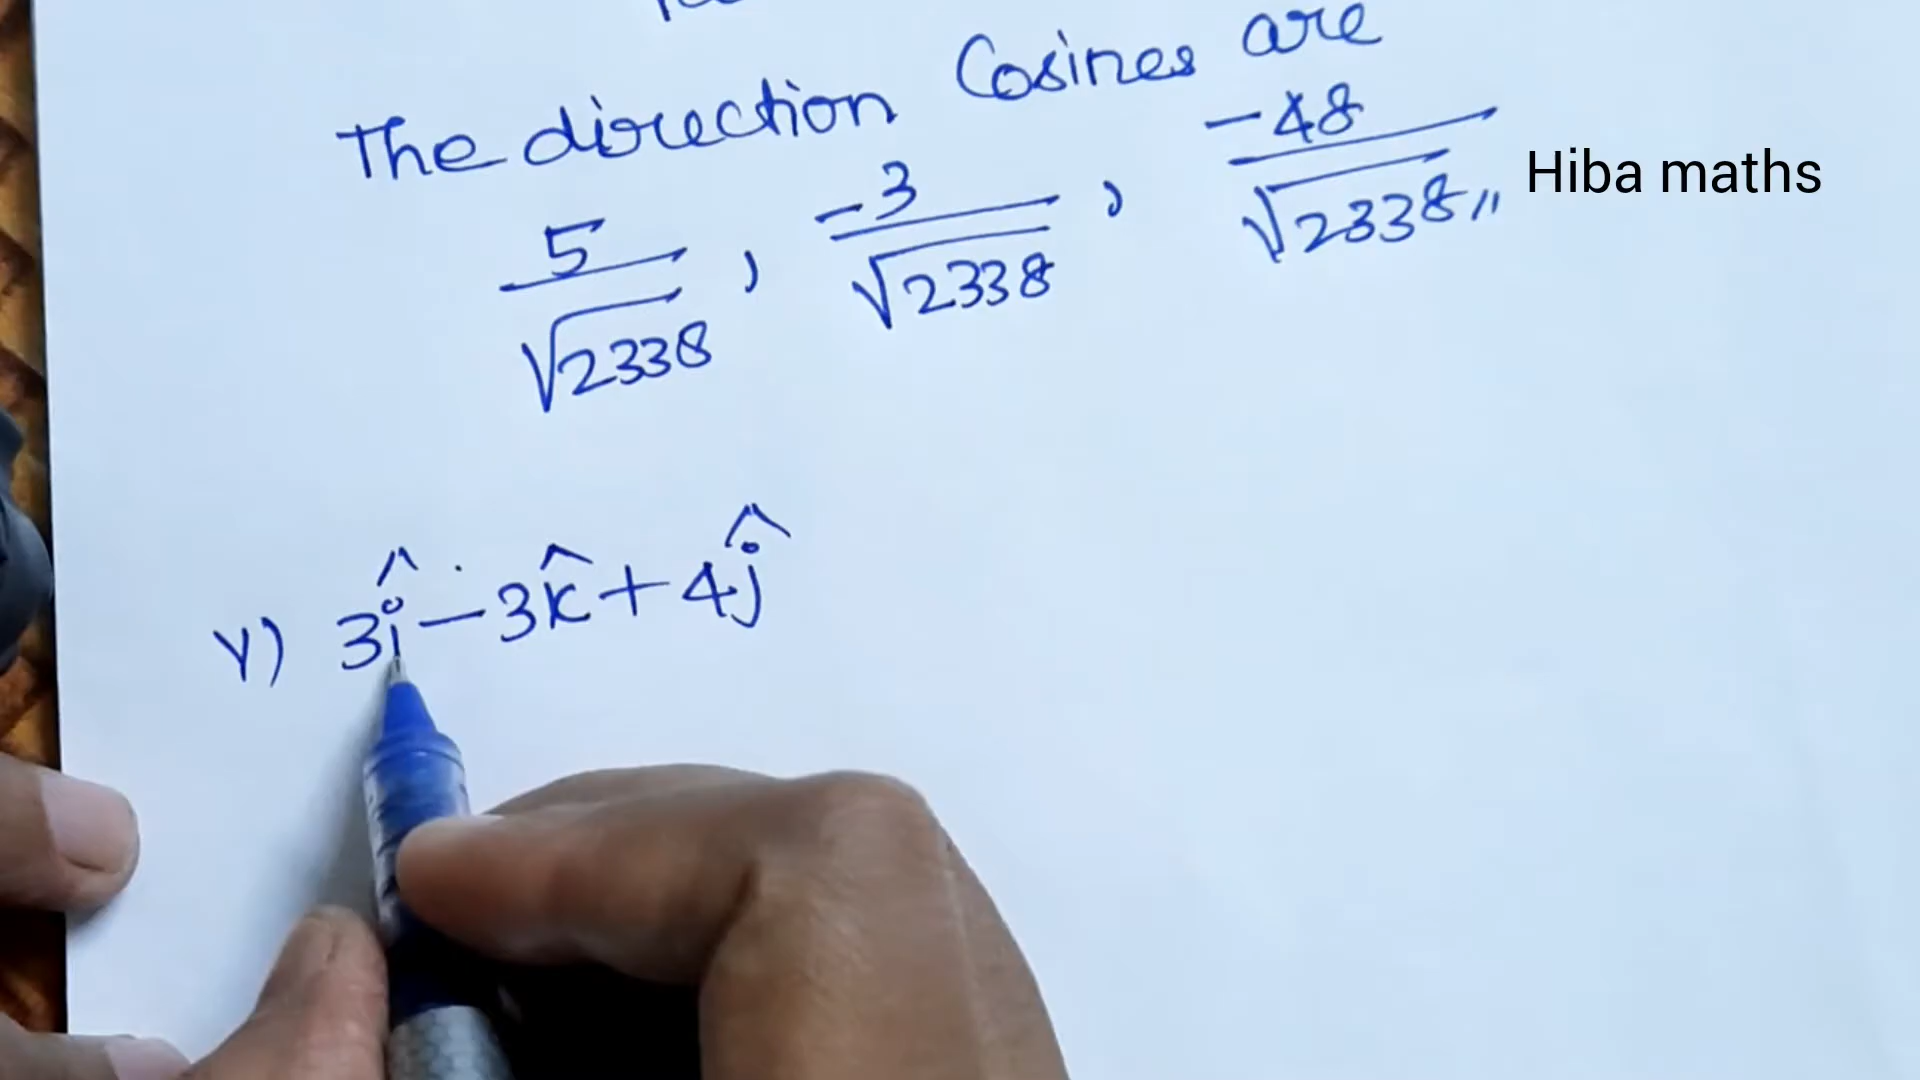 The direction Cosines are
5/√2338 , -3/√2338 , -48/√2338 〃
Hiba maths
v) 3î - 3k̂ + 4ĵ